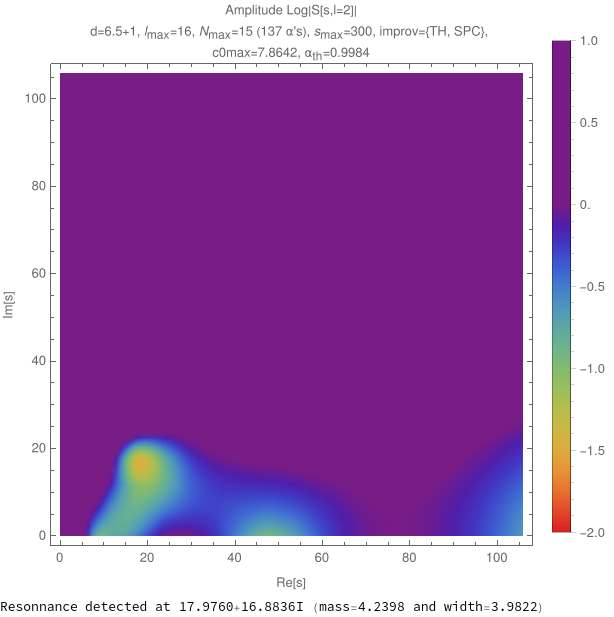 Amplitude Log|S[s,l=2]|
d=6.5+1, lmax=16, Nmax=15 (137 α's), smax=300, improv={TH, SPC},
c0max=7.8642, αth=0.9984
1.0
100
0.5
80
0.
60
Im[s]
-0.5
40
-1.0
20
-1.5
0
-2.0
0 20 40 60 80 100
Re[s]
Resonnance detected at 17.9760+16.8836I (mass=4.2398 and width=3.9822)